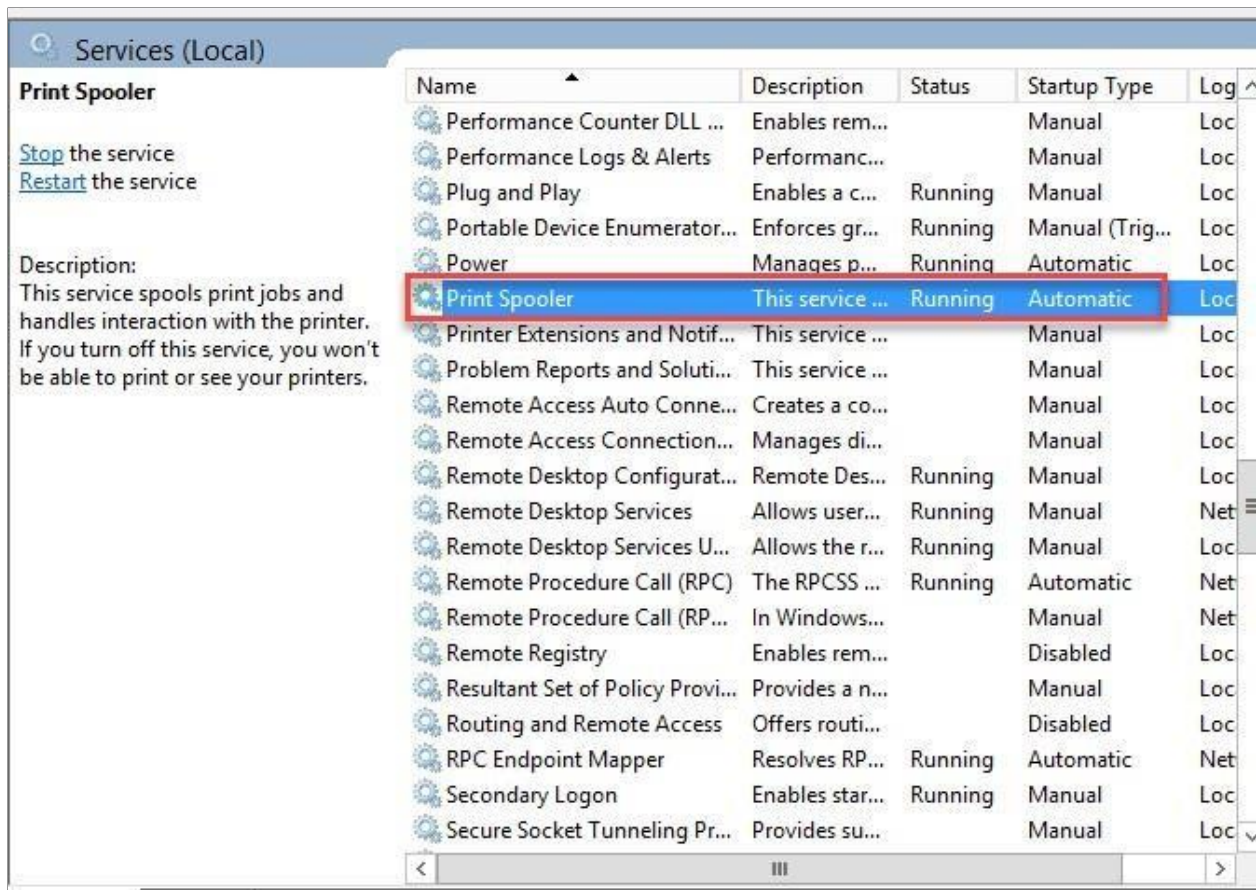 Services (Local)
Print Spooler
Stop the service
Restart the service
Description:
This service spools print jobs and
handles interaction with the printer.
If you turn off this service, you won't
be able to print or see your printers.
Name Description Status Startup Type Log
Performance Counter DLL ... Enables rem... Manual Loc
Performance Logs & Alerts Performanc... Manual Loc
Plug and Play Enables a c... Running Manual Loc
Portable Device Enumerator... Enforces gr... Running Manual (Trig... Loc
Power Manages p... Running Automatic Loc
Print Spooler This service ... Running Automatic Loc
Printer Extensions and Notif... This service ... Manual Loc
Problem Reports and Soluti... This service ... Manual Loc
Remote Access Auto Conne... Creates a co... Manual Loc
Remote Access Connection... Manages di... Manual Loc
Remote Desktop Configurat... Remote Des... Running Manual Loc
Remote Desktop Services Allows user... Running Manual Net
Remote Desktop Services U... Allows the r... Running Manual Loc
Remote Procedure Call (RPC) The RPCSS ... Running Automatic Net
Remote Procedure Call (RP... In Windows... Manual Net
Remote Registry Enables rem... Disabled Loc
Resultant Set of Policy Provi... Provides a n... Manual Loc
Routing and Remote Access Offers routi... Disabled Loc
RPC Endpoint Mapper Resolves RP... Running Automatic Net
Secondary Logon Enables star... Running Manual Loc
Secure Socket Tunneling Pr... Provides su... Manual Loc